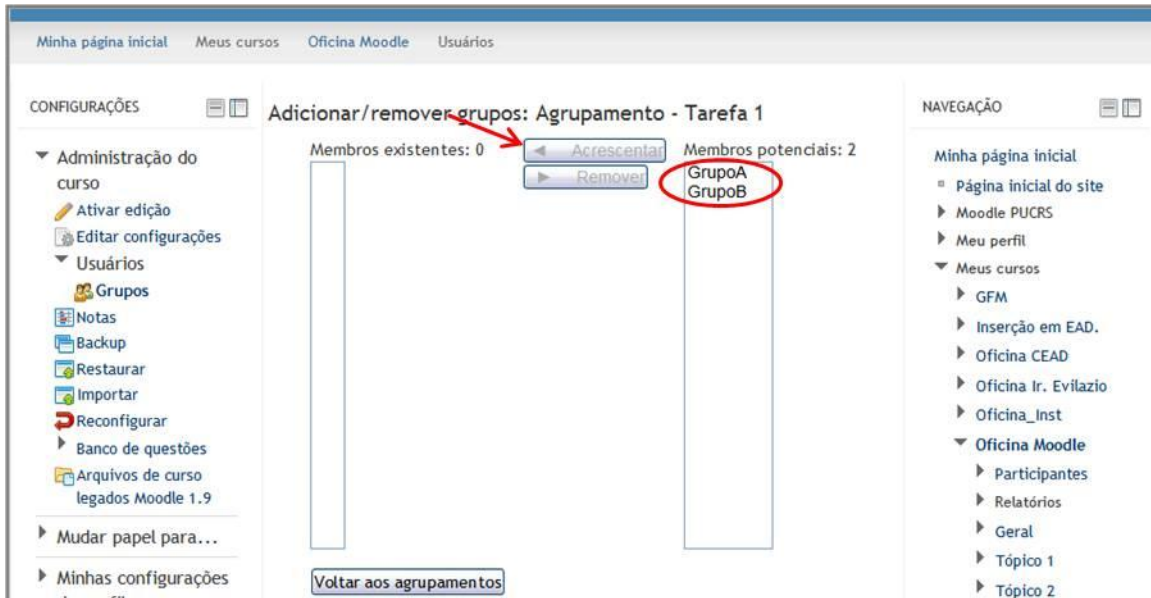 Minha página inicial Meus cursos Oficina Moodle Usuários
CONFIGURAÇÕES
Administração do
curso
Ativar edição
Editar configurações
Usuários
Grupos
Notas
Backup
Restaurar
Importar
Reconfigurar
Banco de questões
Arquivos de curso
legados Moodle 1.9
Mudar papel para...
Minhas configurações
Adicionar/remover grupos: Agrupamento - Tarefa 1
Membros existentes: 0
Acrescentar
Remover
Membros potenciais: 2
GrupoA
GrupoB
Voltar aos agrupamentos
NAVEGAÇÃO
Minha página inicial
Página inicial do site
Moodle PUCRS
Meu perfil
Meus cursos
GFM
Inserção em EAD.
Oficina CEAD
Oficina Ir. Evilazio
Oficina_Inst
Oficina Moodle
Participantes
Relatórios
Geral
Tópico 1
Tópico 2